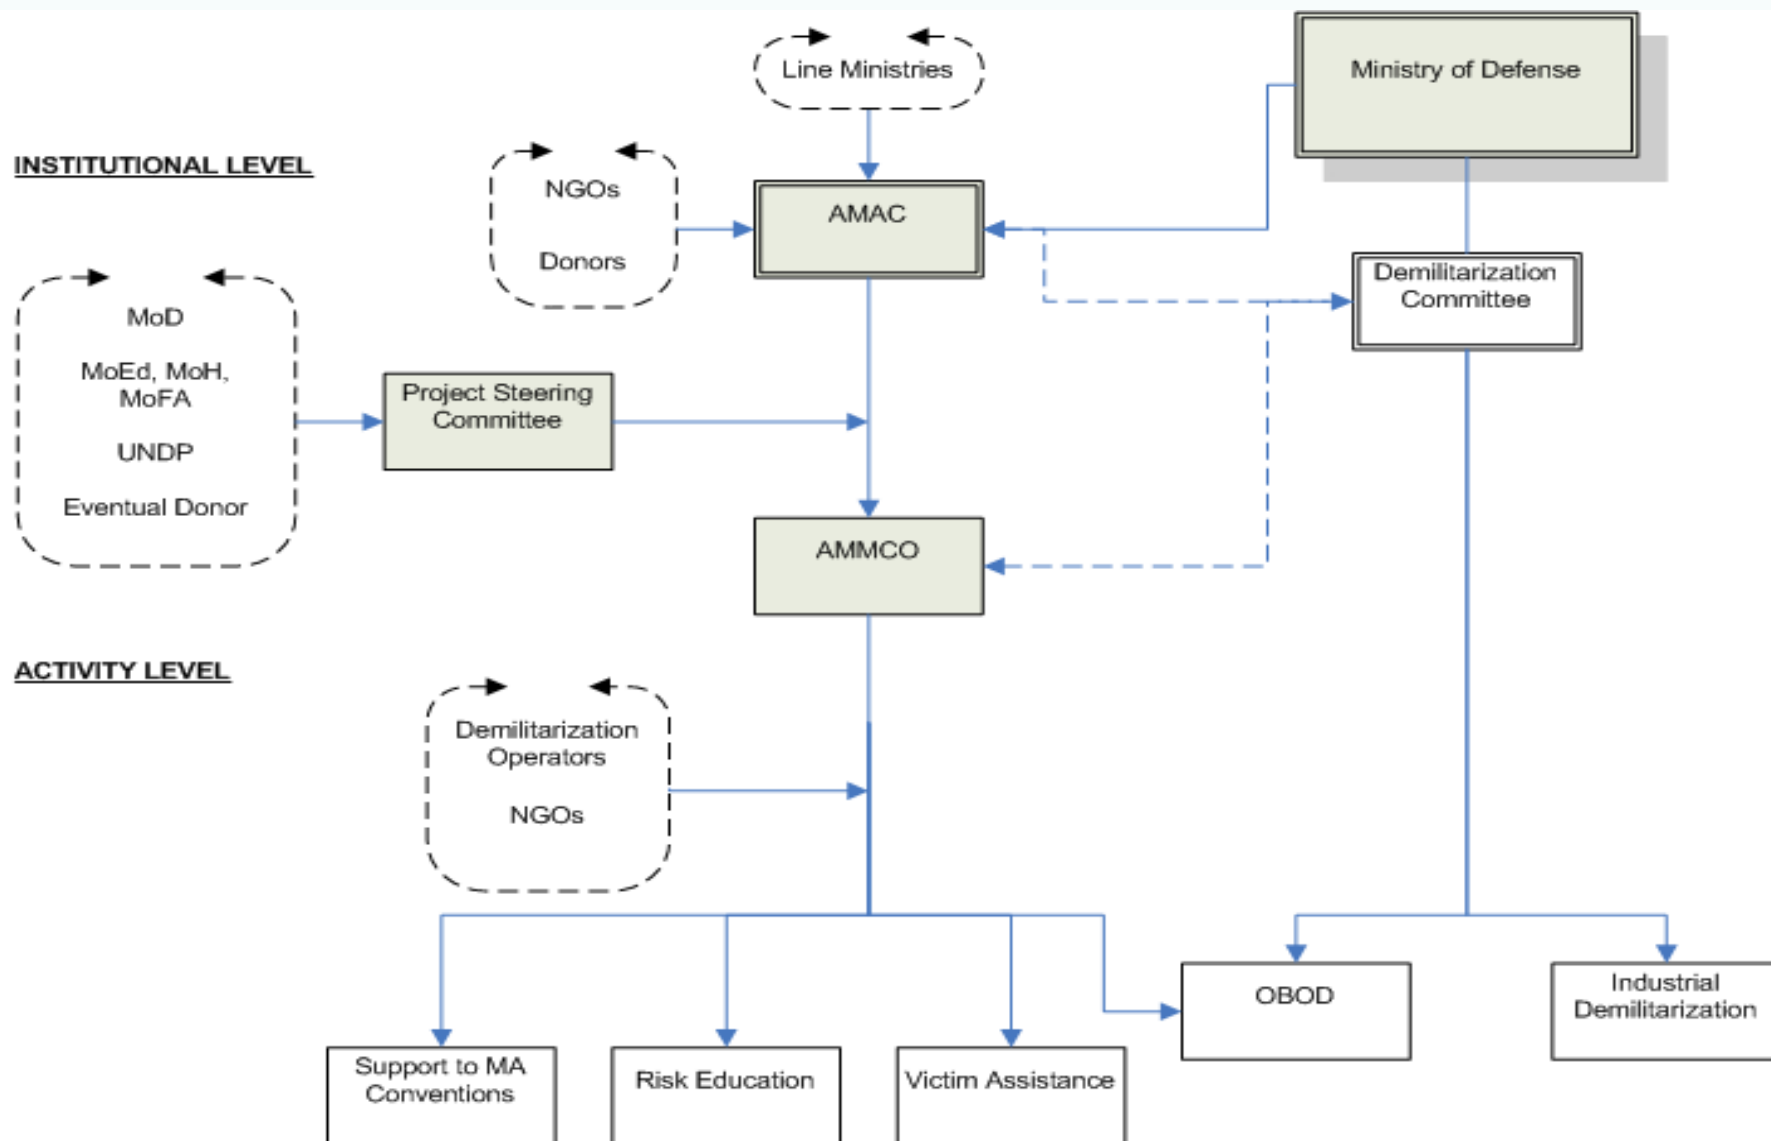 Line Ministries
Ministry of Defense
INSTITUTIONAL LEVEL
NGOs
Donors
AMAC
Demilitarization
Committee
MoD
MoEd, MoH,
MoFA
UNDP
Eventual Donor
Project Steering
Committee
AMMCO
ACTIVITY LEVEL
Demilitarization
Operators
NGOs
OBOD
Industrial
Demilitarization
Support to MA
Conventions
Risk Education
Victim Assistance